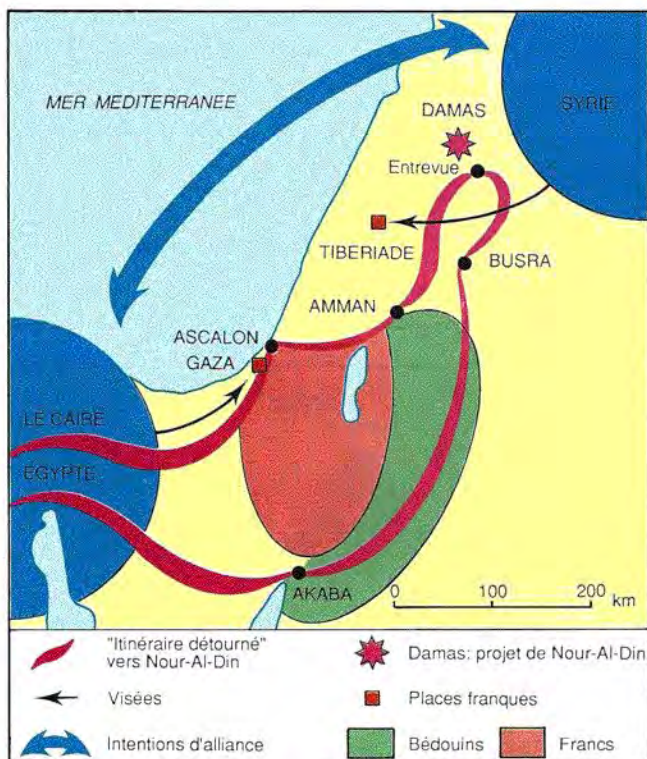 MER MEDITERRANEE
SYRIE
DAMAS
Entrevue
TIBERIADE
BUSRA
AMMAN
ASCALON
GAZA
LE CAIRE
EGYPTE
AKABA
0 100 200
km
"Itinéraire détourné"
vers Nour-Al-Din
Damas: projet de Nour-Al-Din
Visées
Places franques
Intentions d'alliance
Bédouins
Francs